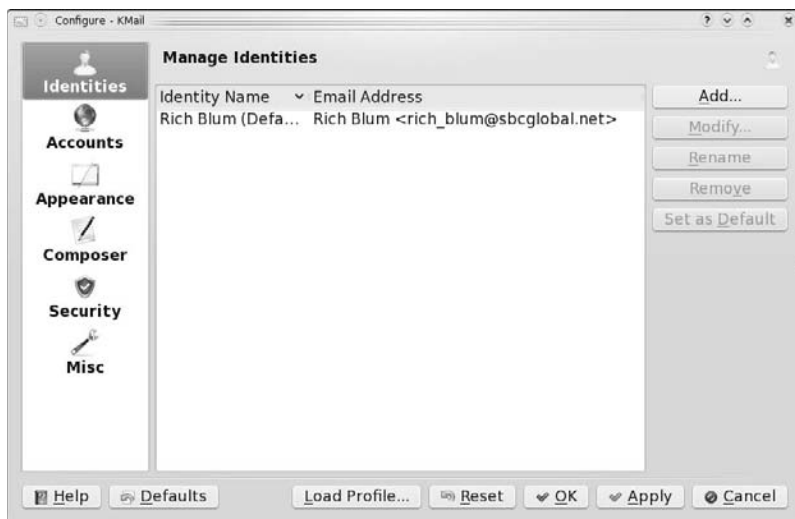 Configure - KMail
Identities
Accounts
Appearance
Composer
Security
Misc
Manage Identities
Identity Name Email Address
Rich Blum (Defa... Rich Blum <rich_blum@sbcglobal.net>
Add...
Modify...
Rename
Remove
Set as Default
Help Defaults Load Profile... Reset OK Apply Cancel